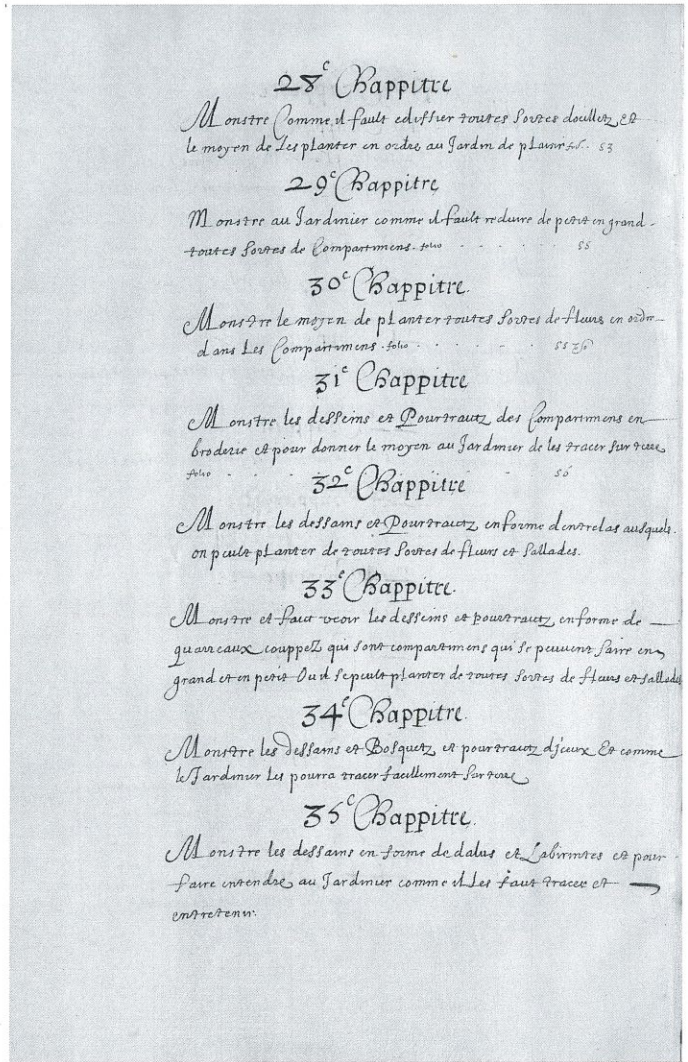 28e Chappitre
Monstre Comme il fault ediffier toutes sortes doulletz Et
le moyen de les planter en ordre au Jardin de plaisir fo. 53
29e Chappitre
Monstre au Jardinier comme il fault reduire de petit en grand
toutes sortes de Compartimens. folio 55
30e Chappitre.
Monstre le moyen de planter toutes sortes de fleurs en ordre
dans Les Compartimens. folio 55
31e Chappitre
Monstre les desseins et Pourtraitz des Compartimens en
broderie et pour donner le moyen au Jardinier de les tracer sur terre
folio 56
32e Chappitre
Monstre les dessains et Pourtraitz en forme dentrelas ausquels
on peult planter de toutes sortes de fleurs et sallades.
33e Chappitre.
Monstre et faict veoir les desseins et pourtraitz en forme de
quarreaux couppez qui sont compartimens qui se peuvent faire en
grand et en petit Ou il se peult planter de toutes sortes de fleurs et sallades
34e Chappitre.
Monstre les dessains et Bosquetz et pourtraitz djceux Et comme
le Jardinier les pourra tracer facillement sur terre
35e Chappitre.
Monstre les dessains en forme de dalus et Labirintes et pour
faire entendre au Jardinier comme il les faut tracer et
entretenir.